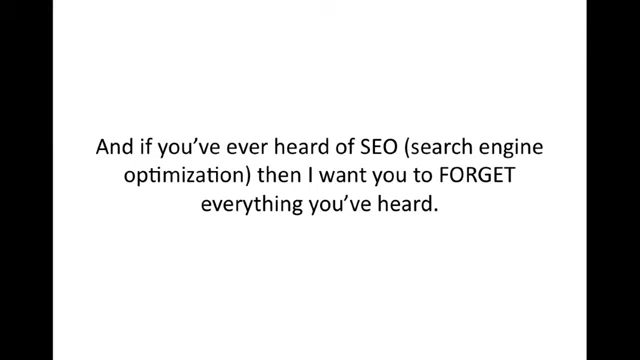 And if you’ve ever heard of SEO (search engine
optimization) then I want you to FORGET
everything you’ve heard.